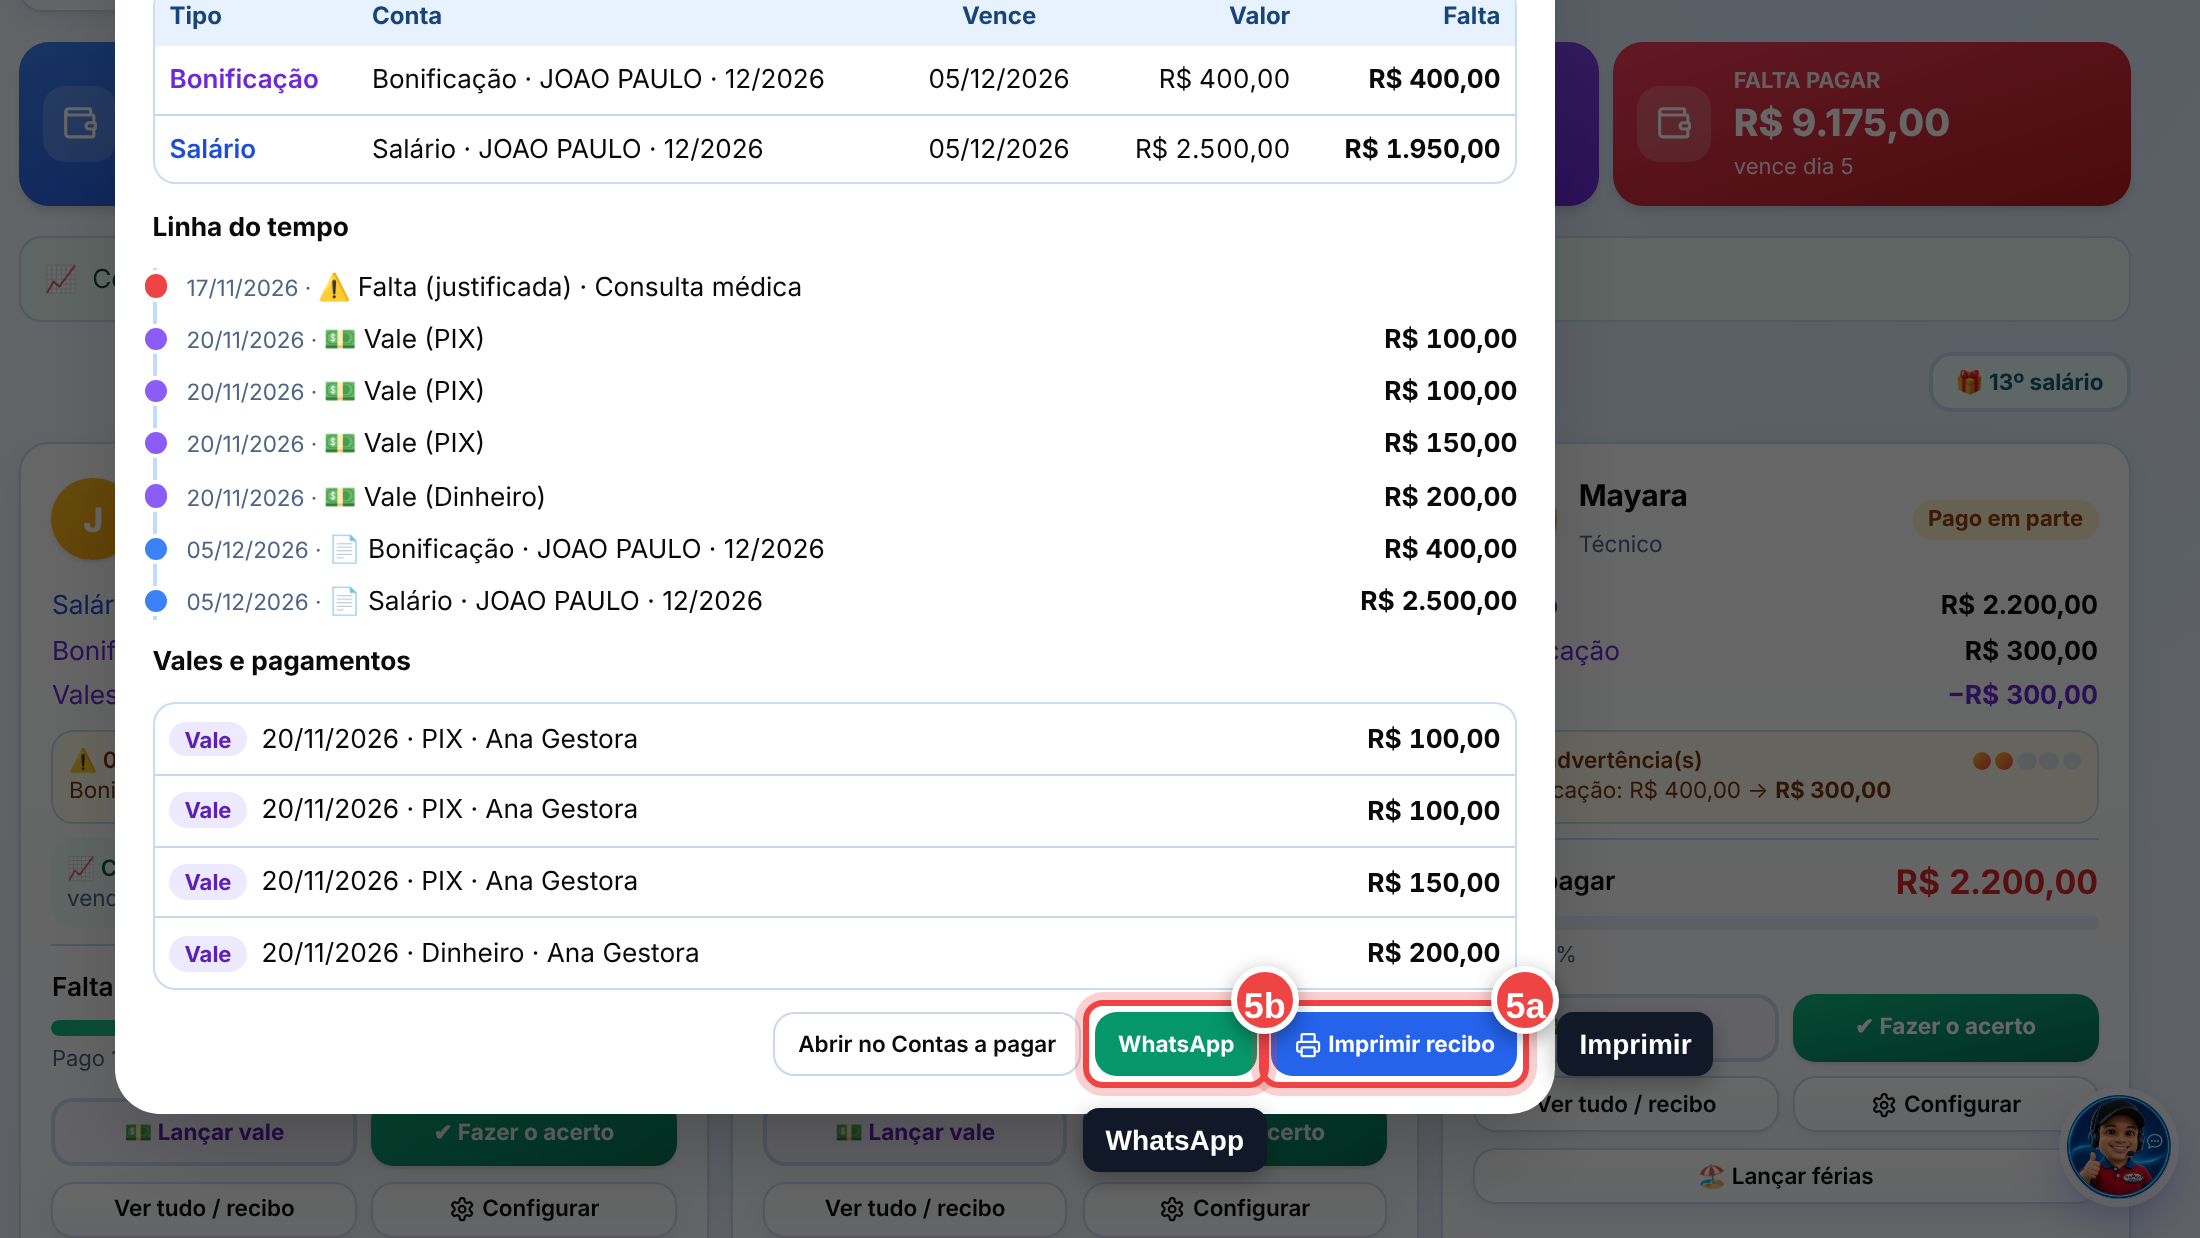 Tipo Conta Vence Valor Falta
Bonificação Bonificação · JOAO PAULO · 12/2026 05/12/2026 R$ 400,00 R$ 400,00
Salário Salário · JOAO PAULO · 12/2026 05/12/2026 R$ 2.500,00 R$ 1.950,00
Linha do tempo
17/11/2026 · ⚠️ Falta (justificada) · Consulta médica
20/11/2026 · 💵 Vale (PIX) R$ 100,00
20/11/2026 · 💵 Vale (PIX) R$ 100,00
20/11/2026 · 💵 Vale (PIX) R$ 150,00
20/11/2026 · 💵 Vale (Dinheiro) R$ 200,00
05/12/2026 · 📄 Bonificação · JOAO PAULO · 12/2026 R$ 400,00
05/12/2026 · 📄 Salário · JOAO PAULO · 12/2026 R$ 2.500,00
Vales e pagamentos
Vale 20/11/2026 · PIX · Ana Gestora R$ 100,00
Vale 20/11/2026 · PIX · Ana Gestora R$ 100,00
Vale 20/11/2026 · PIX · Ana Gestora R$ 150,00
Vale 20/11/2026 · Dinheiro · Ana Gestora R$ 200,00
5b 5a
Abrir no Contas a pagar WhatsApp Imprimir recibo Imprimir
WhatsApp
FALTA PAGAR
R$ 9.175,00
vence dia 5
🎁 13º salário
J
Falta
Pago
💵 Lançar vale ✔ Fazer o acerto
Ver tudo / recibo Configurar
💵 Lançar vale
Ver tudo / recibo Configurar
Mayara
Técnico
Pago em parte
R$ 2.200,00
R$ 300,00
−R$ 300,00
R$ 400,00 → R$ 300,00
R$ 2.200,00
%
✔ Fazer o acerto
Ver tudo / recibo Configurar
🏖️ Lançar férias